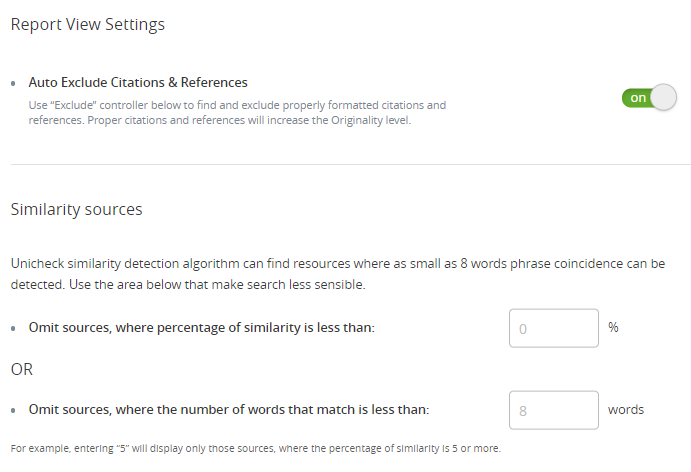 Report View Settings
Auto Exclude Citations & References
Use "Exclude" controller below to find and exclude properly formatted citations and
references. Proper citations and references will increase the Originality level.
on
Similarity sources
Unicheck similarity detection algorithm can find resources where as small as 8 words phrase coincidence can be
detected. Use the area below that make search less sensible.
Omit sources, where percentage of similarity is less than: 0 %
OR
Omit sources, where the number of words that match is less than: 8 words
For example, entering "5" will display only those sources, where the percentage of similarity is 5 or more.